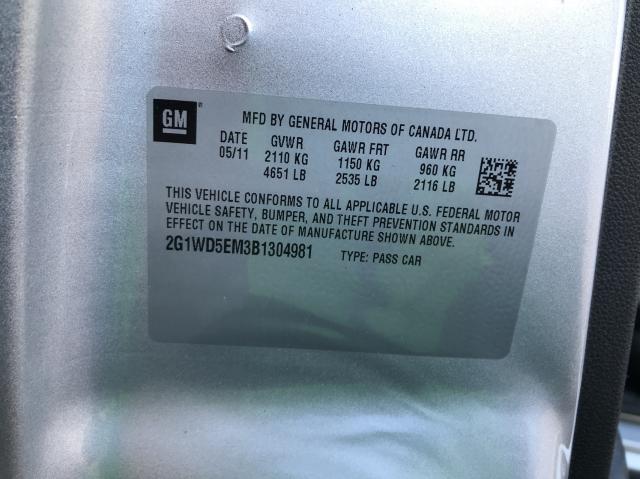 GM ®
MFD BY GENERAL MOTORS OF CANADA LTD.
DATE GVWR GAWR FRT GAWR RR
05/11 2110 KG 1150 KG 960 KG
4651 LB 2535 LB 2116 LB
THIS VEHICLE CONFORMS TO ALL APPLICABLE U.S. FEDERAL MOTOR
VEHICLE SAFETY, BUMPER, AND THEFT PREVENTION STANDARDS IN
EFFECT ON THE DATE OF MANUFACTURE SHOWN ABOVE.
2G1WD5EM3B1304981 TYPE: PASS CAR